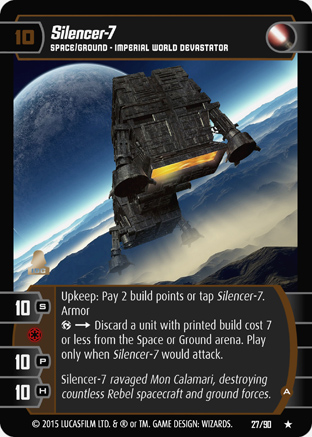 10 Silencer-7
SPACE/GROUND - IMPERIAL WORLD DEVASTATOR
10 S
10 P
10 H
Upkeep: Pay 2 build points or tap Silencer-7.
Armor
→ Discard a unit with printed build cost 7
or less from the Space or Ground arena. Play
only when Silencer-7 would attack.
Silencer-7 ravaged Mon Calamari, destroying
countless Rebel spacecraft and ground forces.
A
© 2015 LUCASFILM LTD. & ® or TM. GAME DESIGN: WIZARDS. 27/90 ★